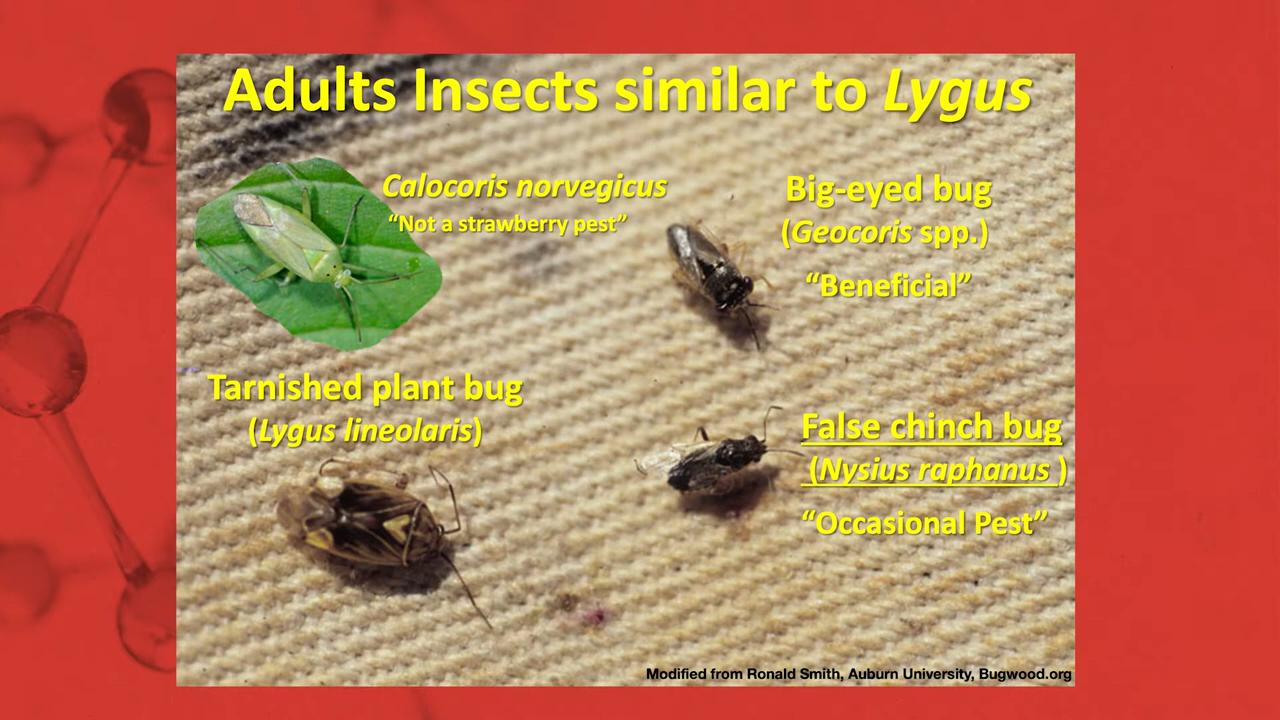 Adults Insects similar to Lygus
Calocoris norvegicus
“Not a strawberry pest”
Big-eyed bug
(Geocoris spp.)
“Beneficial”
Tarnished plant bug
(Lygus lineolaris)
False chinch bug
(Nysius raphanus )
“Occasional Pest”
Modified from Ronald Smith, Auburn University, Bugwood.org